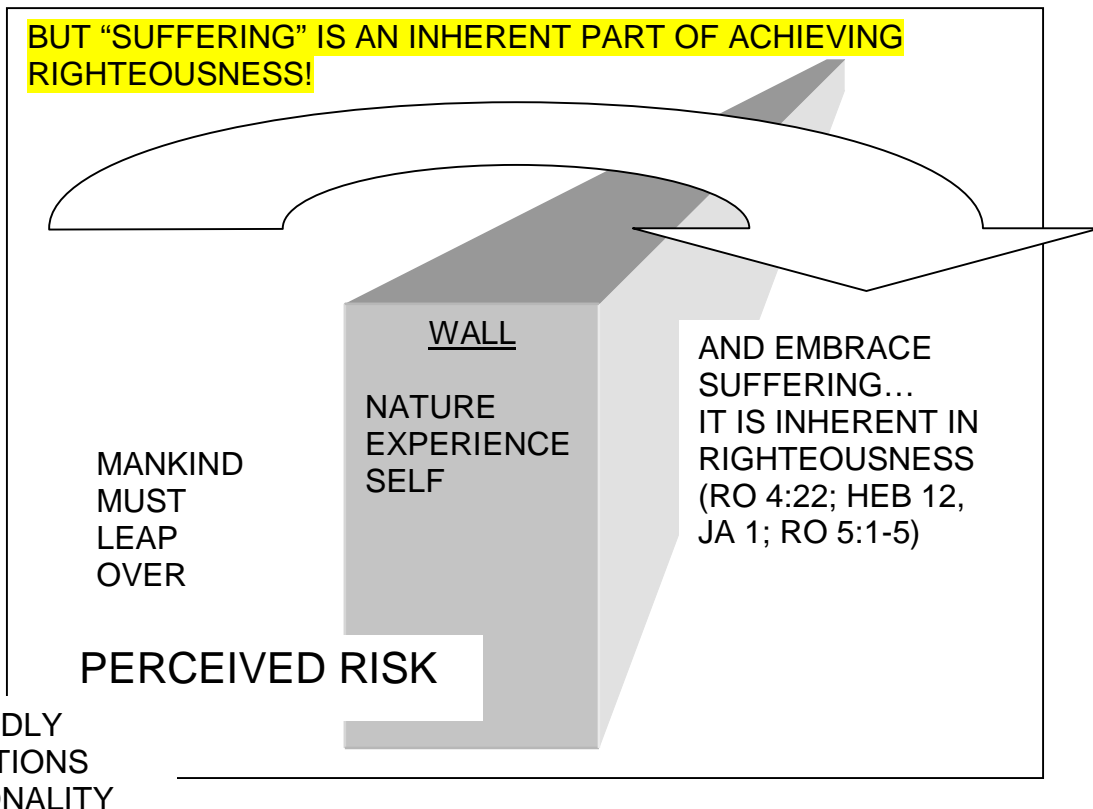 BUT “SUFFERING” IS AN INHERENT PART OF ACHIEVING
RIGHTEOUSNESS!
WALL
NATURE
EXPERIENCE
SELF
MANKIND
MUST
LEAP
OVER
AND EMBRACE
SUFFERING…
IT IS INHERENT IN
RIGHTEOUSNESS
(RO 4:22; HEB 12,
JA 1; RO 5:1-5)
PERCEIVED RISK